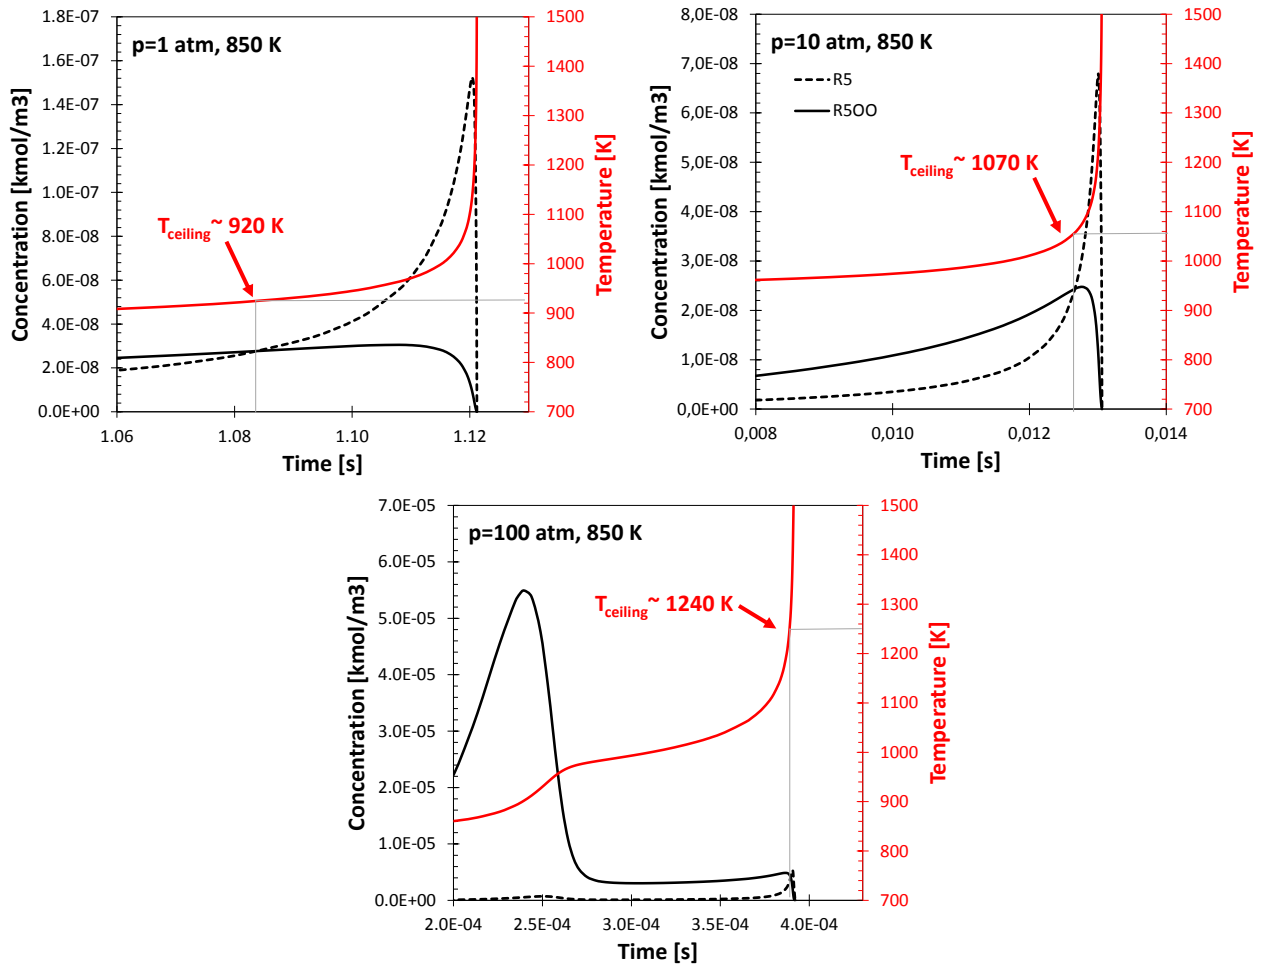 p=1 atm, 850 K
1.8E-07
1.6E-07
1.4E-07
1.2E-07
1.0E-07
8.0E-08
6.0E-08
4.0E-08
2.0E-08
0.0E+00
Concentration [kmol/m3]
1500
1400
1300
1200
1100
1000
900
800
700
Temperature [K]
T_ceiling ~ 920 K
1.06
1.08
1.10
1.12
Time [s]
p=10 atm, 850 K
R5
R5OO
8,0E-08
7,0E-08
6,0E-08
5,0E-08
4,0E-08
3,0E-08
2,0E-08
1,0E-08
0,0E+00
Concentration [kmol/m3]
1500
1400
1300
1200
1100
1000
900
800
700
Temperature [K]
T_ceiling ~ 1070 K
0,008
0,010
0,012
0,014
Time [s]
p=100 atm, 850 K
7.0E-05
6.0E-05
5.0E-05
4.0E-05
3.0E-05
2.0E-05
1.0E-05
0.0E+00
Concentration [kmol/m3]
1500
1400
1300
1200
1100
1000
900
800
700
Temperature [K]
T_ceiling ~ 1240 K
2.0E-04
2.5E-04
3.0E-04
3.5E-04
4.0E-04
Time [s]